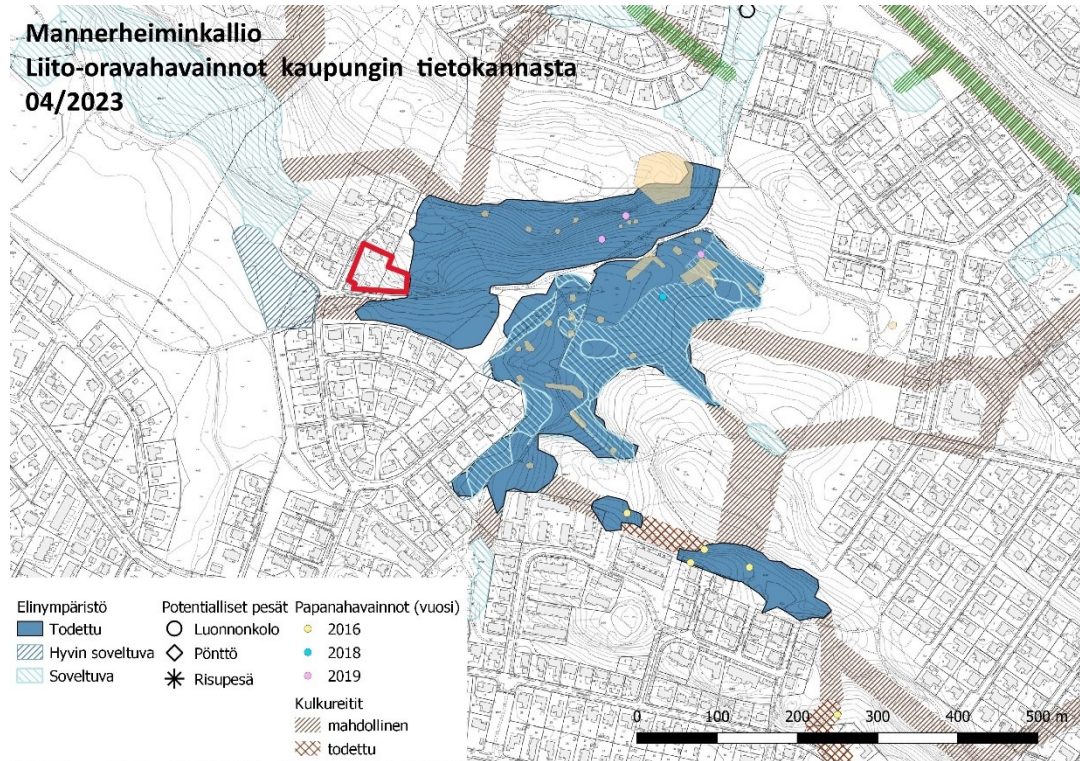 Mannerheiminkallio
Liito-oravahavainnot kaupungin tietokannasta
04/2023
Elinympäristö
Todettu
Hyvin soveltuva
Soveltuva
Potentialliset pesät
Luonnonkolo
Pönttö
Risupesä
Papanahavainnot (vuosi)
2016
2018
2019
Kulkureitit
mahdollinen
todettu
0 100 200 300 400 500 m